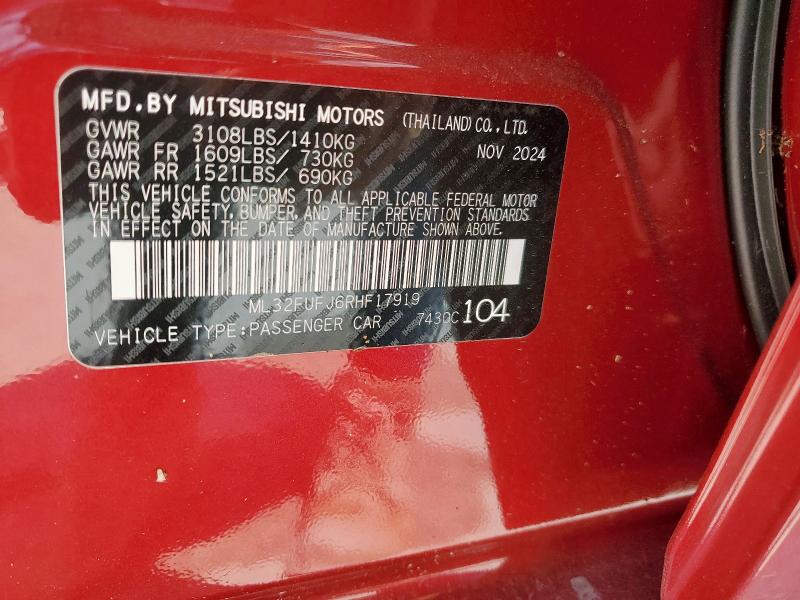 MFD.BY MITSUBISHI MOTORS (THAILAND) CO.,LTD.
GVWR 3108LBS/1410KG NOV 2024
GAWR FR 1609LBS/ 730KG
GAWR RR 1521LBS/ 690KG
THIS VEHICLE CONFORMS TO ALL APPLICABLE FEDERAL MOTOR
VEHICLE SAFETY, BUMPER, AND THEFT PREVENTION STANDARDS
IN EFFECT ON THE DATE OF MANUFACTURE SHOWN ABOVE.
ML32FUFJ6RHF17919
VEHICLE TYPE:PASSENGER CAR 7430C 104